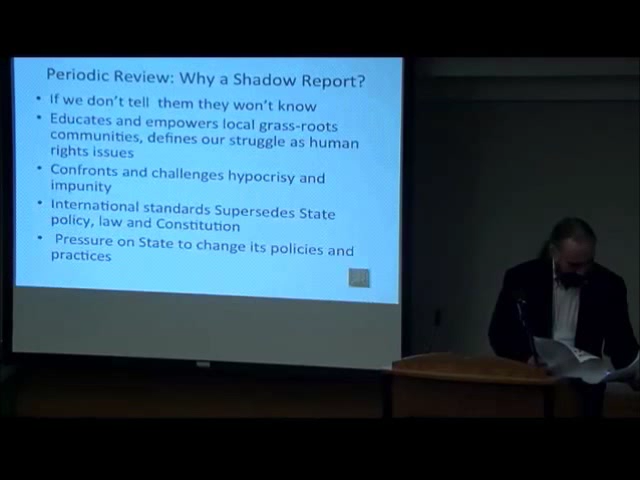 Periodic Review: Why a Shadow Report?
• If we don't tell them they won't know
• Educates and empowers local grass-roots
communities, defines our struggle as human
rights issues
• Confronts and challenges hypocrisy and
impunity
• International standards Supersedes State
policy, law and Constitution
• Pressure on State to change its policies and
practices